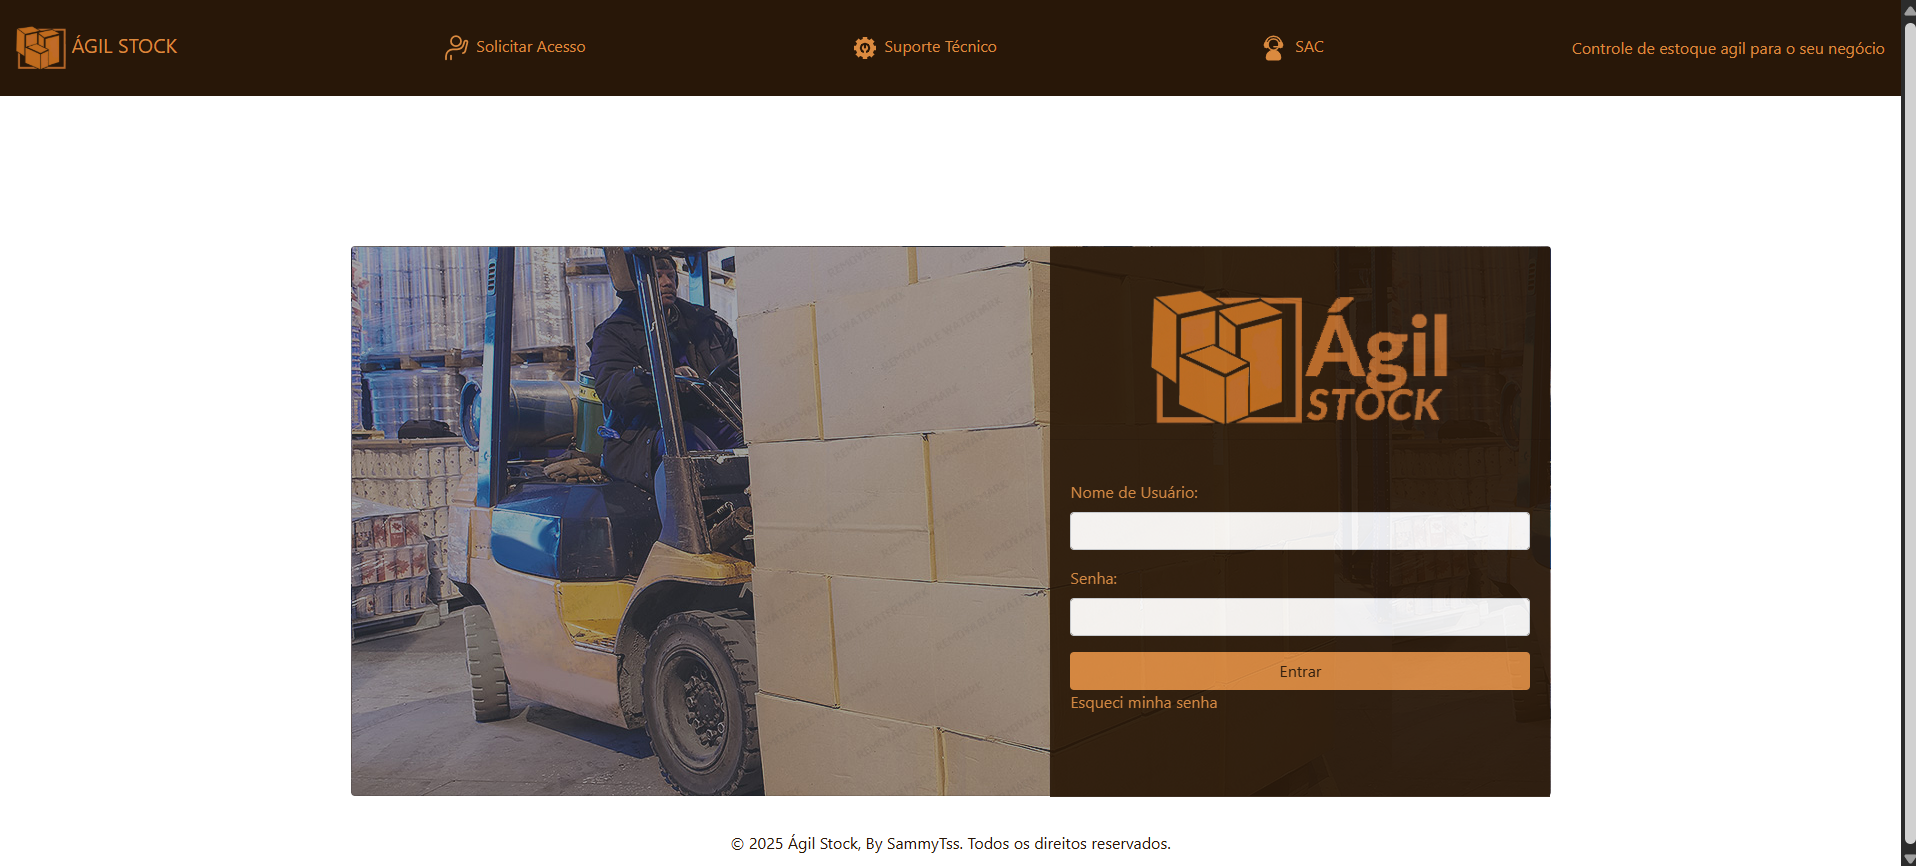 ÁGIL STOCK
Solicitar Acesso
Suporte Técnico
SAC
Controle de estoque agil para o seu negócio
Ágil
STOCK
Nome de Usuário:
Senha:
Entrar
Esqueci minha senha
© 2025 Ágil Stock, By SammyTss. Todos os direitos reservados.